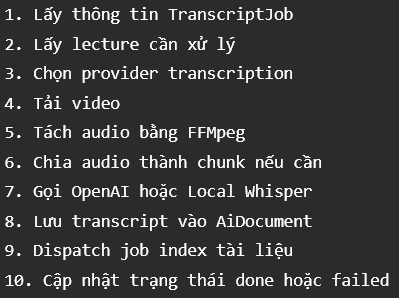 1. Lấy thông tin TranscriptJob
2. Lấy lecture cần xử lý
3. Chọn provider transcription
4. Tải video
5. Tách audio bằng FFMpeg
6. Chia audio thành chunk nếu cần
7. Gọi OpenAI hoặc Local Whisper
8. Lưu transcript vào AiDocument
9. Dispatch job index tài liệu
10. Cập nhật trạng thái done hoặc failed